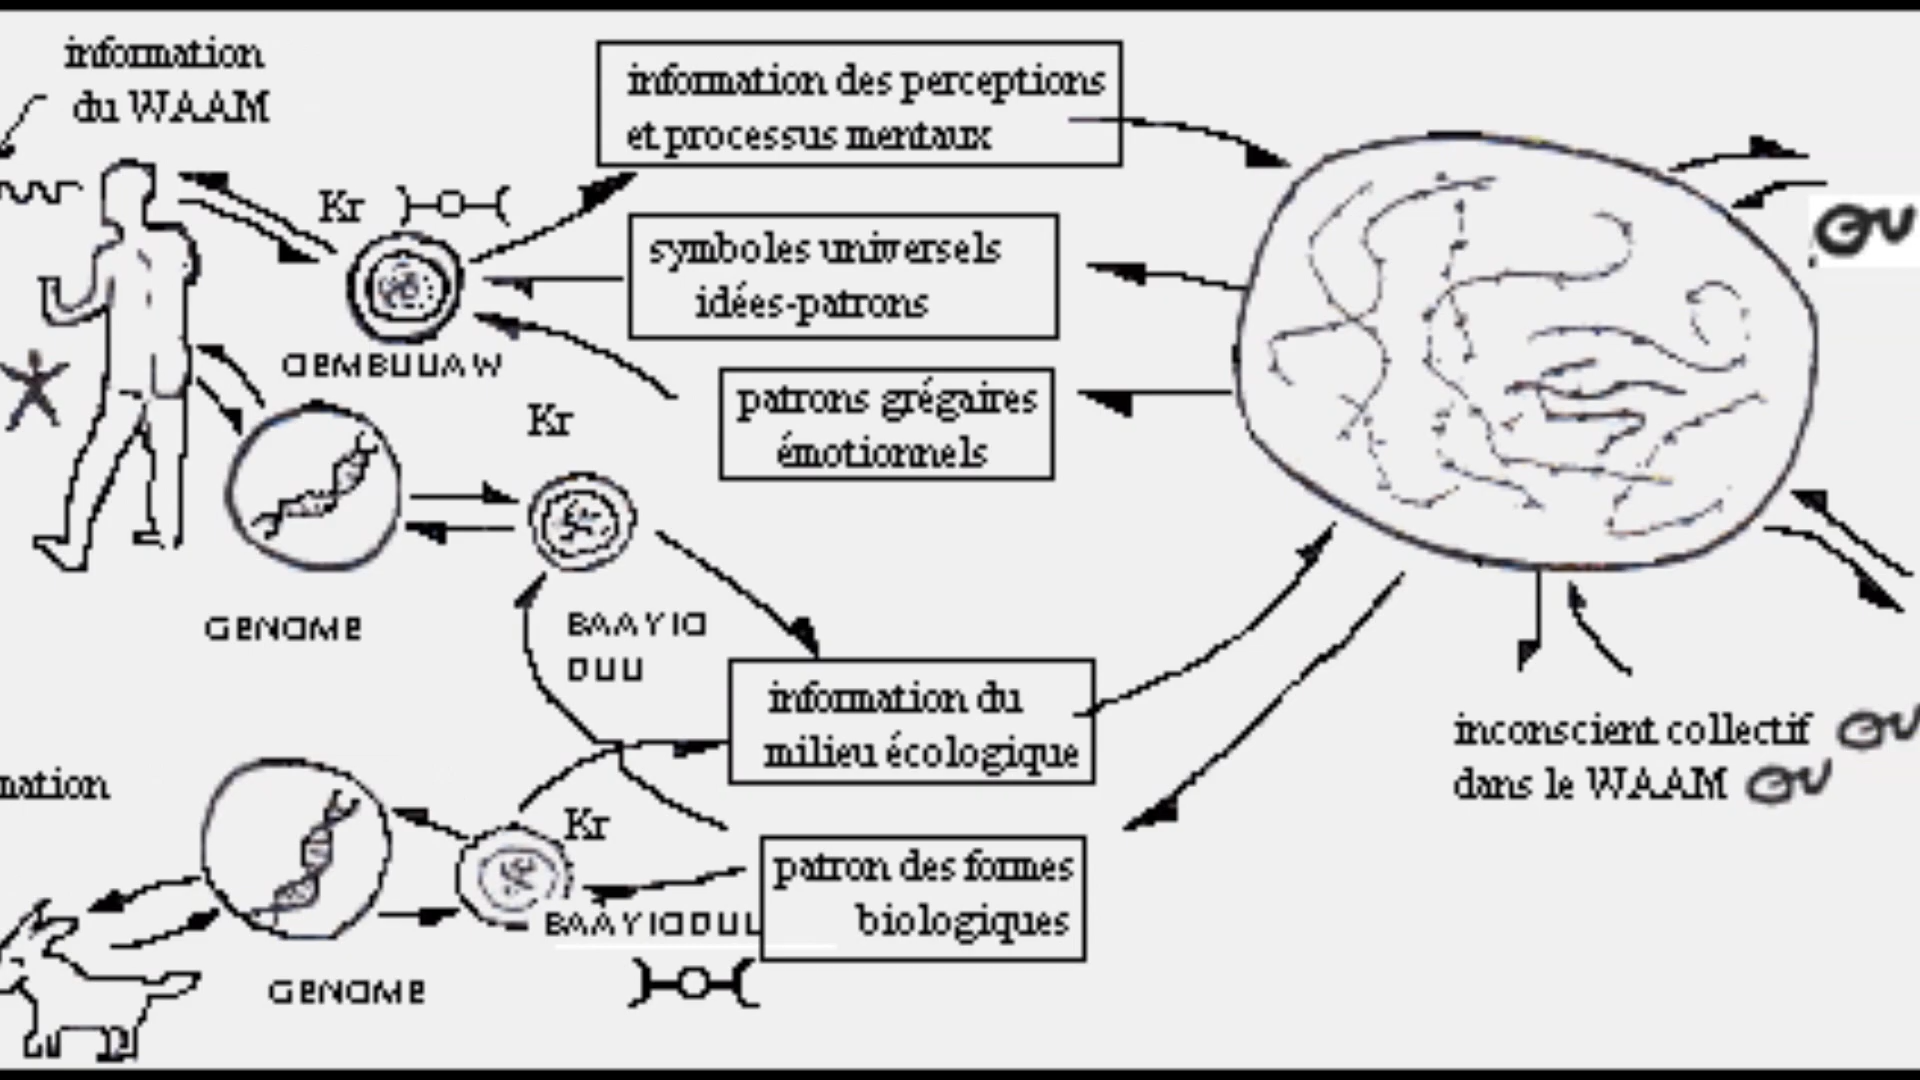 information
du WAAM
information des perceptions
et processus mentaux
Kr
symboles universels
idées-patrons
OEMBUUAW
patrons grégaires
émotionnels
Kr
GENOME
BAAYIO
DUU
information du
milieu écologique
inconscient collectif
dans le WAAM
mation
Kr
patron des formes
biologiques
BAAYIODUU
GENOME